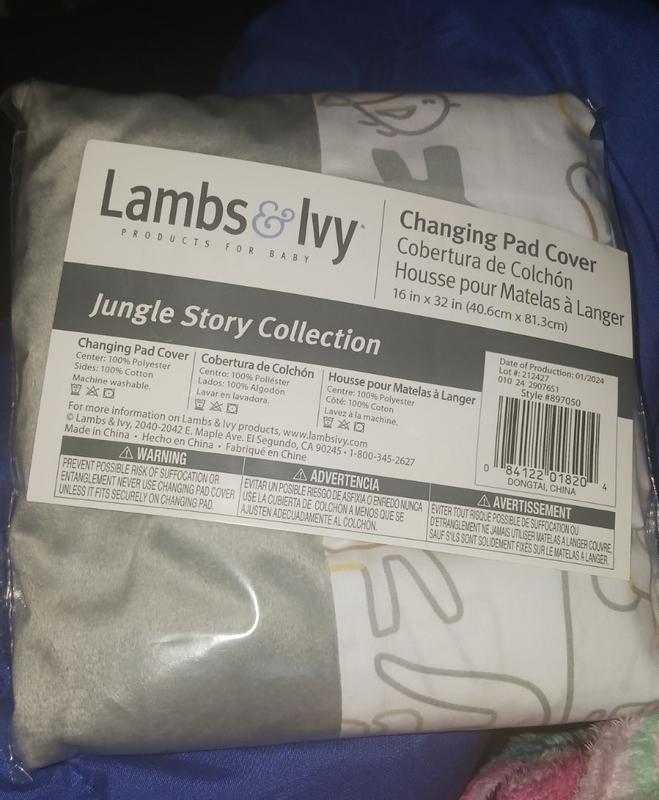 Lambs & Ivy®
PRODUCTS FOR BABY
Changing Pad Cover
Cobertura de Colchón
Housse pour Matelas à Langer
16 in x 32 in (40.6cm x 81.3cm)
Jungle Story Collection
Changing Pad Cover
Center: 100% Polyester
Sides: 100% Cotton
Machine washable.
Cobertura de Colchón
Centro: 100% Poliéster
Lados: 100% Algodón
Lavar en lavadora.
Housse pour Matelas à Langer
Centre: 100% Polyester
Côté: 100% Coton
Lavez à la machine.
Date of Production: 01/2024
Lot #: 212427
010 24 2907651
Style #897050
0 84122 01820 4
DONGTAI, CHINA
For more information on Lambs & Ivy products, www.lambsivy.com
© Lambs & Ivy, 2040-2042 E. Maple Ave. El Segundo, CA 90245 • 1-800-345-2627
Made in China • Hecho en China • Fabriqué en Chine
WARNING
PREVENT POSSIBLE RISK OF SUFFOCATION OR
ENTANGLEMENT NEVER USE CHANGING PAD COVER
UNLESS IT FITS SECURELY ON CHANGING PAD.
ADVERTENCIA
EVITAR UN POSIBLE RIESGO DE ASFIXIA O ENREDO NUNCA
USE LA CUBIERTA DE COLCHÓN A MENOS QUE SE
AJUSTEN ADECUADAMENTE AL COLCHÓN.
AVERTISSEMENT
EVITER TOUT RISQUE POSSIBLE DE SUFFOCATION OU
D'ETRANGLEMENT NE JAMAIS UTILISER MATELAS A LANGER COUVRE,
SAUF S'ILS SONT SOLIDEMENT FIXÉS SUR LE MATELAS A LANGER.